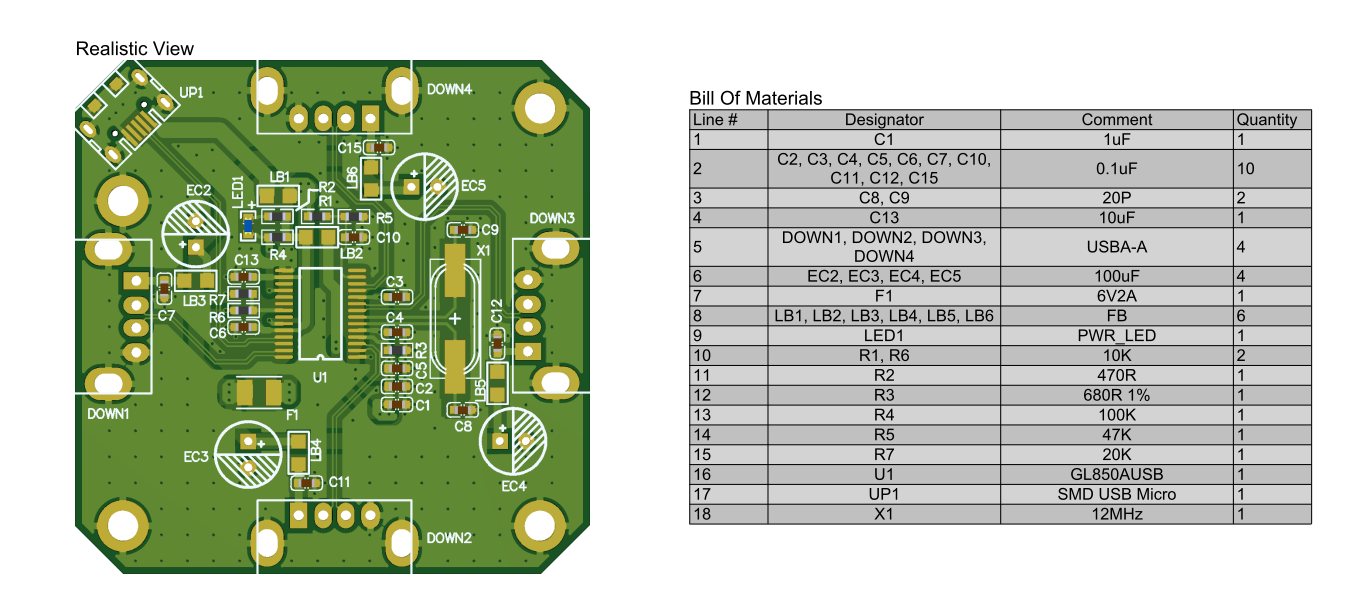 Realistic View
UP1
DOWN4
C15
LB6
EC5
EC2
LED1
+
LB1
R2
R1
R5
C10
R4
LB2
DOWN3
C9
X1
C13
R7
R6
C6
LB3
C7
C3
C4
R3
C5
C2
C1
C12
LB5
C8
U1
F1
DOWN1
EC3
LB4
C11
EC4
DOWN2
Bill Of Materials
Line # Designator Comment Quantity
1 C1 1uF 1
C2, C3, C4, C5, C6, C7, C10,
2 0.1uF 10
C11, C12, C15
3 C8, C9 20P 2
4 C13 10uF 1
DOWN1, DOWN2, DOWN3,
5 USBA-A 4
DOWN4
6 EC2, EC3, EC4, EC5 100uF 4
7 F1 6V2A 1
8 LB1, LB2, LB3, LB4, LB5, LB6 FB 6
9 LED1 PWR_LED 1
10 R1, R6 10K 2
11 R2 470R 1
12 R3 680R 1% 1
13 R4 100K 1
14 R5 47K 1
15 R7 20K 1
16 U1 GL850AUSB 1
17 UP1 SMD USB Micro 1
18 X1 12MHz 1